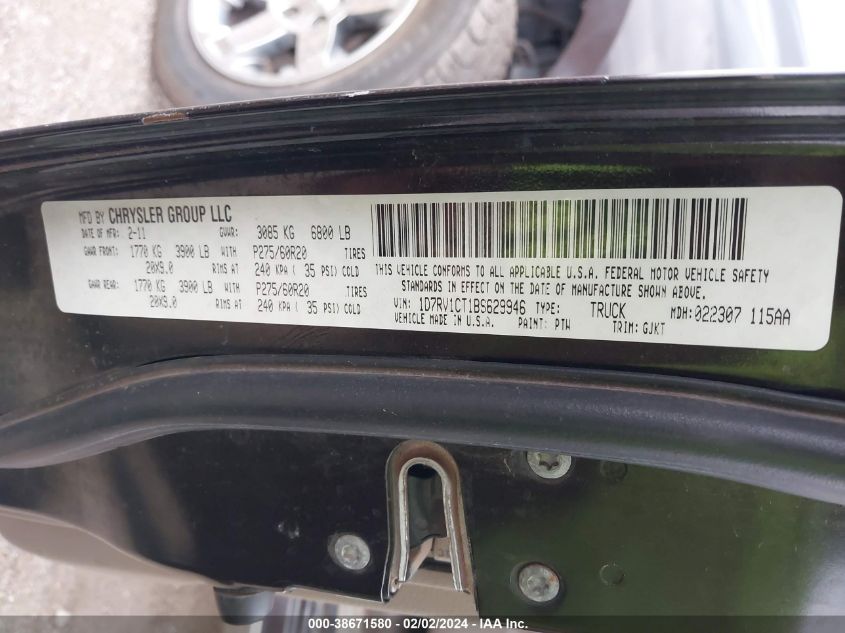 MFD BY CHRYSLER GROUP LLC
DATE OF MFR: 2-11 GVWR: 3085 KG 6800 LB
GAWR FRONT: 1770 KG 3900 LB WITH P275/60R20 TIRES
20X9.0 RIMS AT 240 KPA ( 35 PSI) COLD
GAWR REAR: 1770 KG 3900 LB WITH P275/60R20 TIRES
20X9.0 RIMS AT 240 KPA ( 35 PSI) COLD
THIS VEHICLE CONFORMS TO ALL APPLICABLE U.S.A. FEDERAL MOTOR VEHICLE SAFETY
STANDARDS IN EFFECT ON THE DATE OF MANUFACTURE SHOWN ABOVE.
VIN: 1D7RV1CT1BS629946 TYPE: TRUCK MDH: 022307 115AA
VEHICLE MADE IN U.S.A. PAINT: PTW TRIM: GJKT
000-38671580 - 02/02/2024 - IAA Inc.